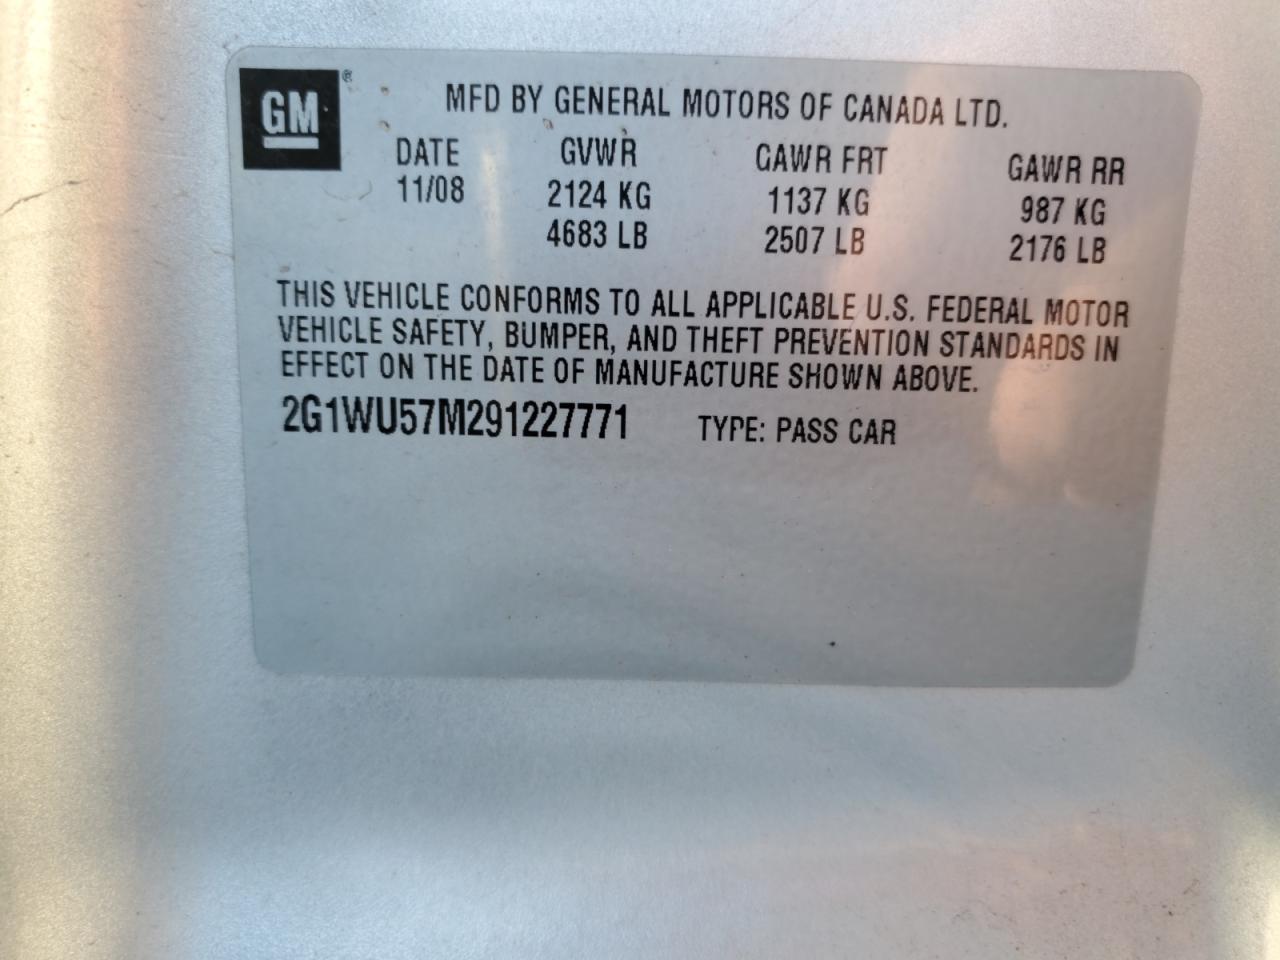 GM®
MFD BY GENERAL MOTORS OF CANADA LTD.
DATE GVWR GAWR FRT GAWR RR
11/08 2124 KG 1137 KG 987 KG
4683 LB 2507 LB 2176 LB
THIS VEHICLE CONFORMS TO ALL APPLICABLE U.S. FEDERAL MOTOR
VEHICLE SAFETY, BUMPER, AND THEFT PREVENTION STANDARDS IN
EFFECT ON THE DATE OF MANUFACTURE SHOWN ABOVE.
2G1WU57M291227771 TYPE: PASS CAR